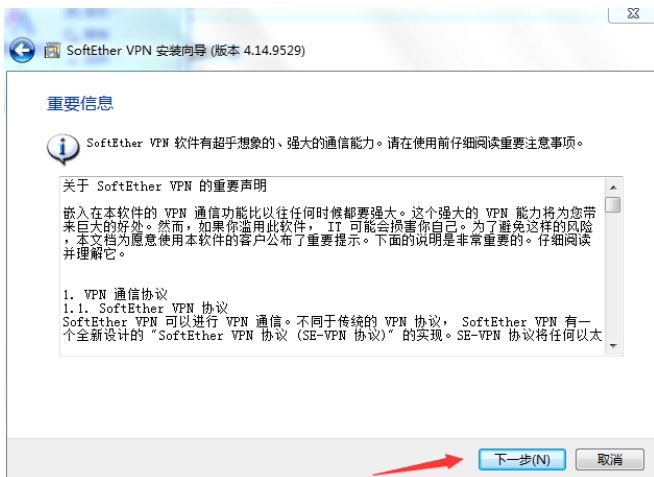 SoftEther VPN 安装向导 (版本 4.14.9529)
重要信息
SoftEther VPN 软件有超乎想象的、强大的通信能力。请在使用前仔细阅读重要注意事项。
关于 SoftEther VPN 的重要声明
嵌入在本软件的 VPN 通信功能比以往任何时候都要强大。这个强大的 VPN 能力将为您带
来巨大的好处。然而，如果你滥用此软件， IT 可能会损害你自己。为了避免这样的风险
，本文档为愿意使用本软件的客户公布了重要提示。下面的说明是非常重要的。仔细阅读
并理解它。
1. VPN 通信协议
1.1. SoftEther VPN 协议
SoftEther VPN 可以进行 VPN 通信。不同于传统的 VPN 协议， SoftEther VPN 有一
个全新设计的 "SoftEther VPN 协议 (SE-VPN 协议)" 的实现。SE-VPN 协议将任何以太
下一步(N)
取消